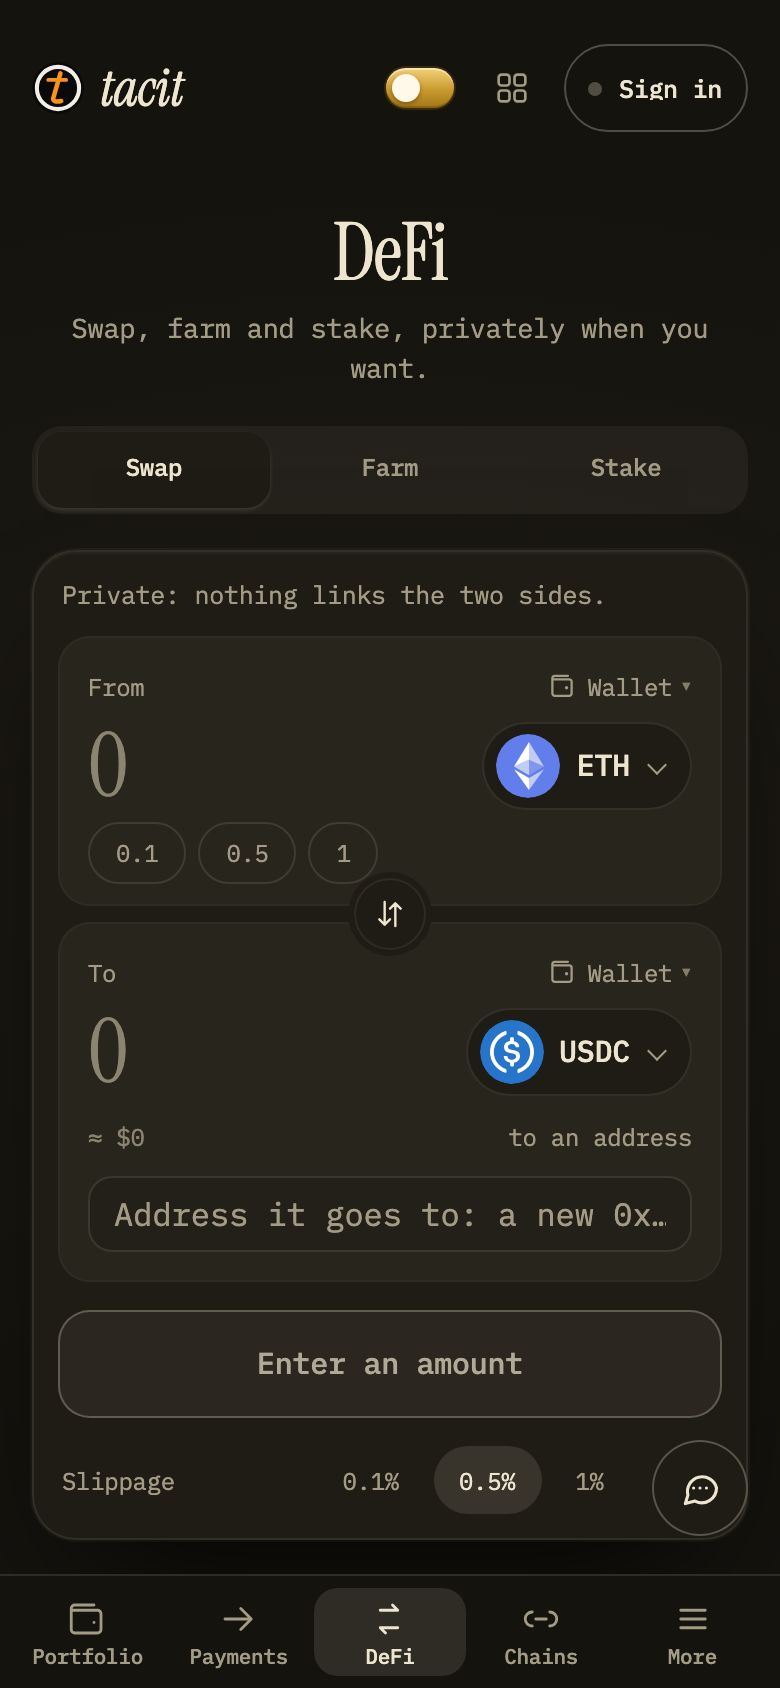 tacit
Sign in
DeFi
Swap, farm and stake, privately when you
want.
Swap Farm Stake
Private: nothing links the two sides.
From Wallet ▾
0 ETH
0.1 0.5 1
To Wallet ▾
0 USDC
≈ $0 to an address
Address it goes to: a new 0x…
Enter an amount
Slippage 0.1% 0.5% 1%
Portfolio Payments DeFi Chains More